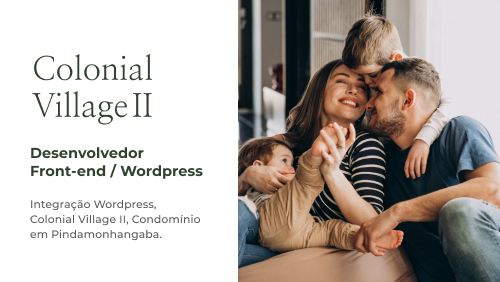 Colonial
Village II
Desenvolvedor
Front-end / Wordpress
Integração Wordpress,
Colonial Village II, Condomínio
em Pindamonhangaba.